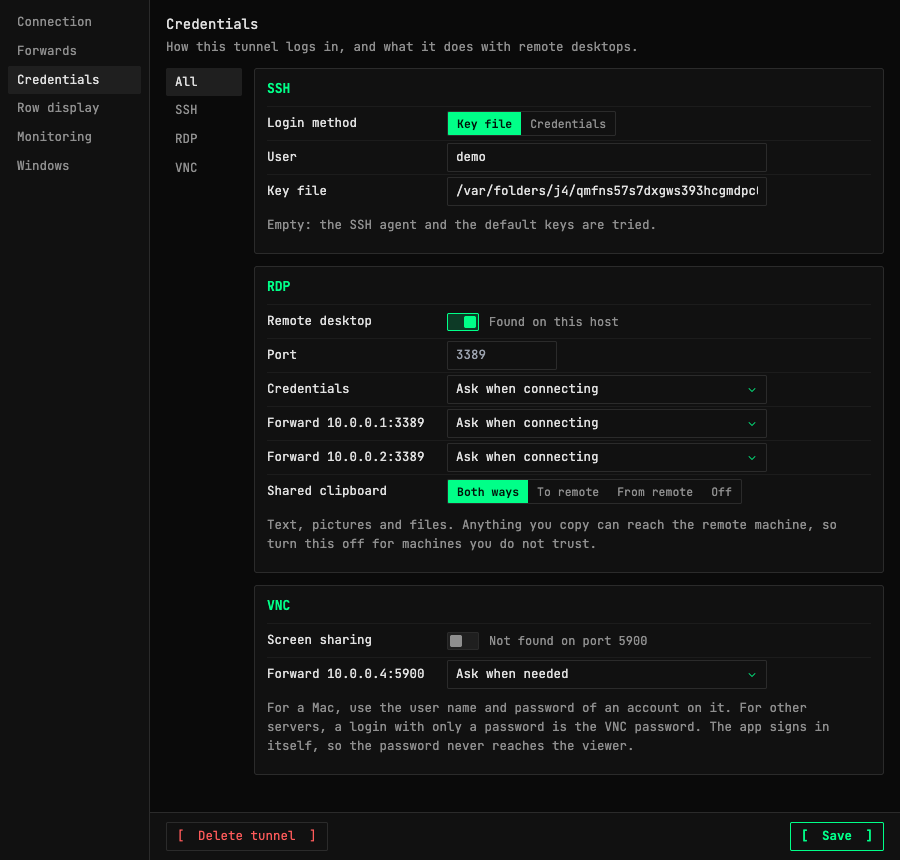 Connection
Forwards
Credentials
Row display
Monitoring
Windows
Credentials
How this tunnel logs in, and what it does with remote desktops.
All
SSH
RDP
VNC
SSH
Login method
Key file
Credentials
User
demo
Key file
/var/folders/j4/qmfns57s7dxgws393hcgmdpc
Empty: the SSH agent and the default keys are tried.
RDP
Remote desktop
Found on this host
Port
3389
Credentials
Ask when connecting
Forward 10.0.0.1:3389
Ask when connecting
Forward 10.0.0.2:3389
Ask when connecting
Shared clipboard
Both ways
To remote
From remote
Off
Text, pictures and files. Anything you copy can reach the remote machine, so
turn this off for machines you do not trust.
VNC
Screen sharing
Not found on port 5900
Forward 10.0.0.4:5900
Ask when needed
For a Mac, use the user name and password of an account on it. For other
servers, a login with only a password is the VNC password. The app signs in
itself, so the password never reaches the viewer.
[ Delete tunnel ]
[ Save ]